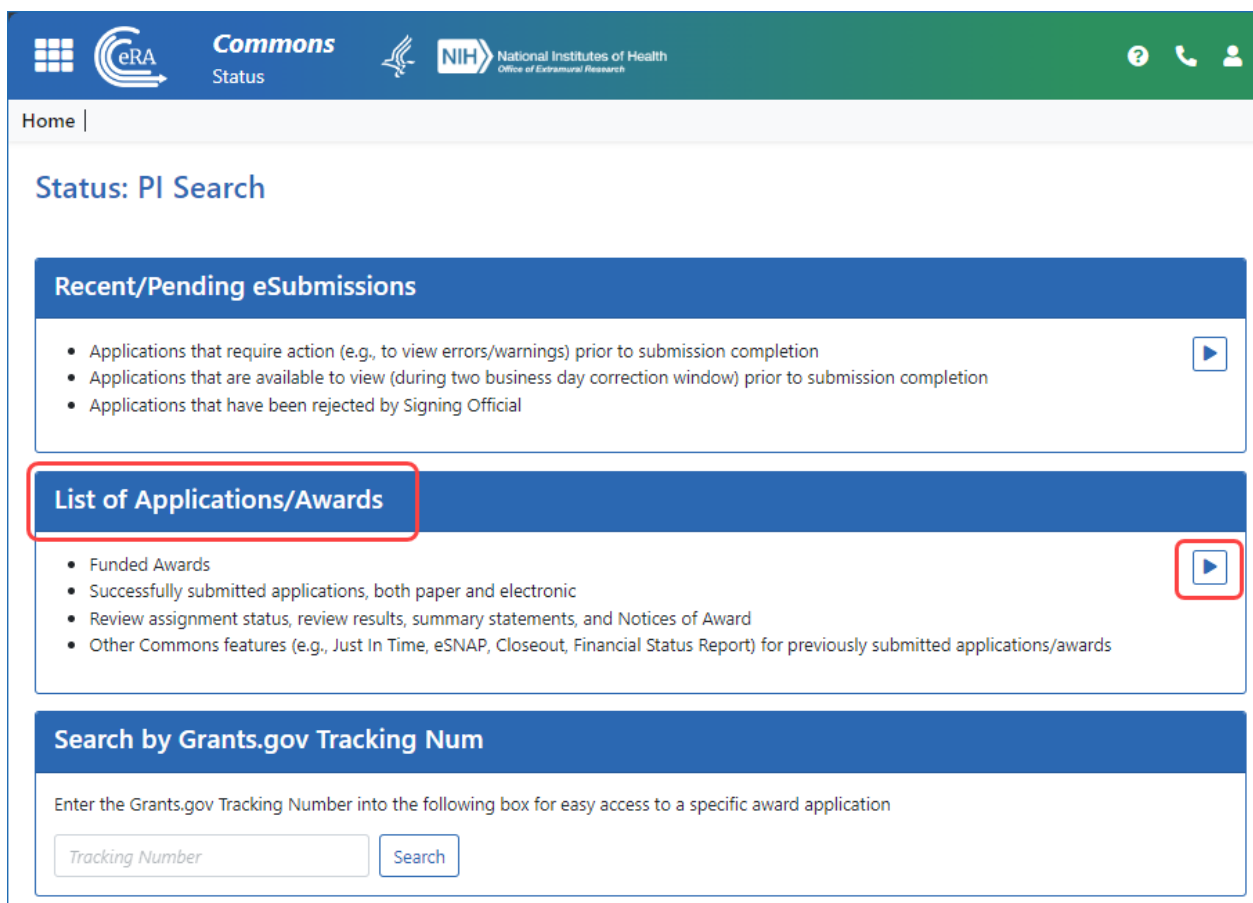 eRA
Commons
Status
NIH
National Institutes of Health
Office of Extramural Research
?
Home |
Status: PI Search
Recent/Pending eSubmissions
• Applications that require action (e.g., to view errors/warnings) prior to submission completion
• Applications that are available to view (during two business day correction window) prior to submission completion
• Applications that have been rejected by Signing Official
List of Applications/Awards
• Funded Awards
• Successfully submitted applications, both paper and electronic
• Review assignment status, review results, summary statements, and Notices of Award
• Other Commons features (e.g., Just In Time, eSNAP, Closeout, Financial Status Report) for previously submitted applications/awards
Search by Grants.gov Tracking Num
Enter the Grants.gov Tracking Number into the following box for easy access to a specific award application
Tracking Number
Search